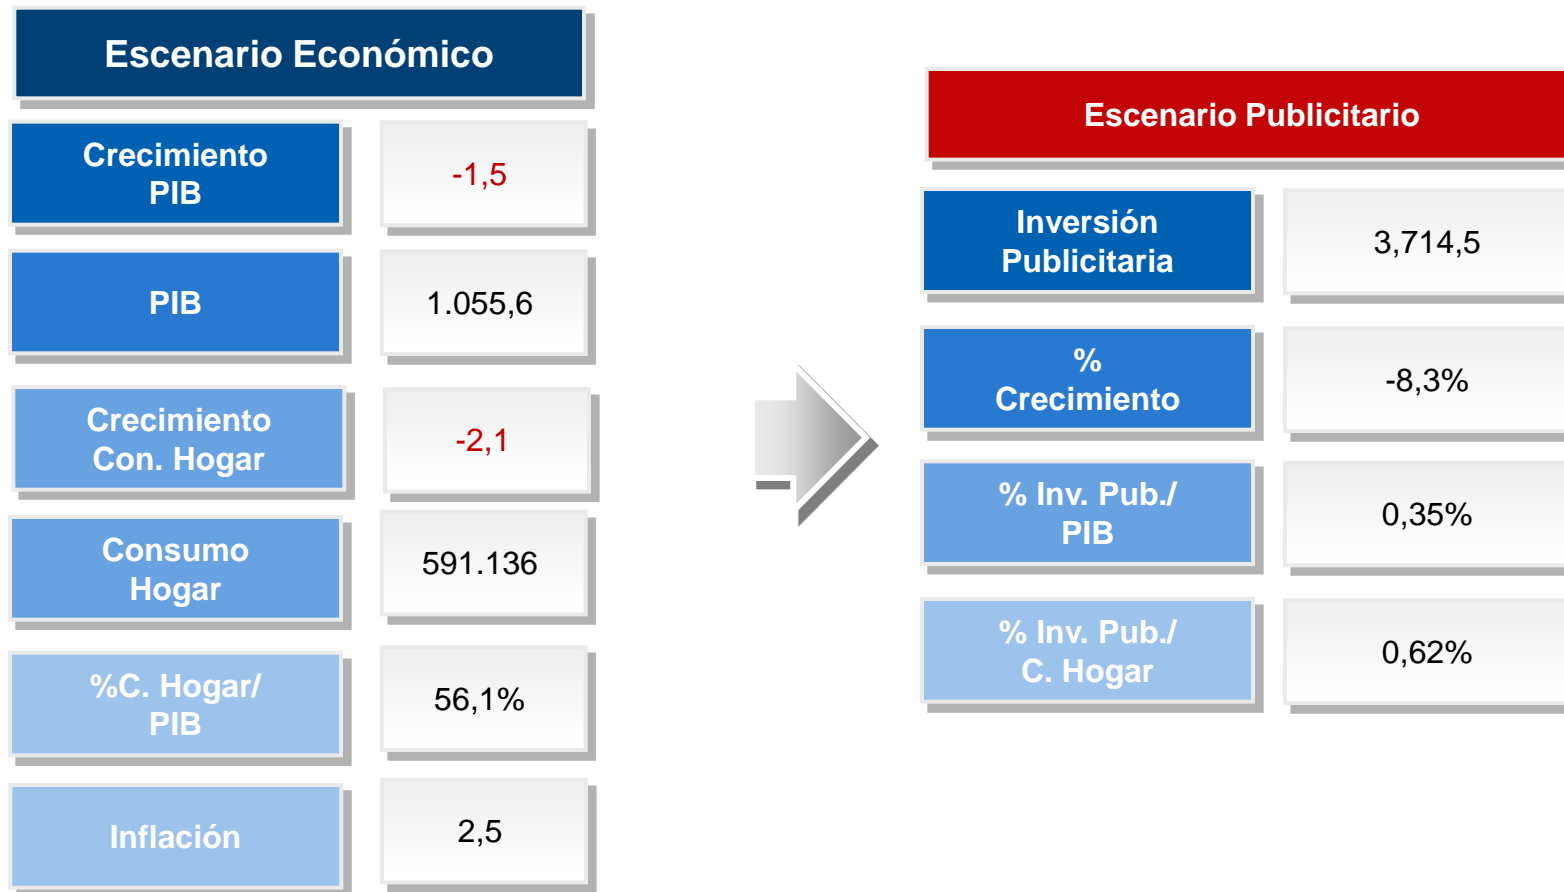 Escenario Económico
Crecimiento
PIB
-1,5
PIB
1.055,6
Crecimiento
Con. Hogar
-2,1
Consumo
Hogar
591.136
%C. Hogar/
PIB
56,1%
Inflación
2,5
Escenario Publicitario
Inversión
Publicitaria
3,714,5
%
Crecimiento
-8,3%
% Inv. Pub./
PIB
0,35%
% Inv. Pub./
C. Hogar
0,62%